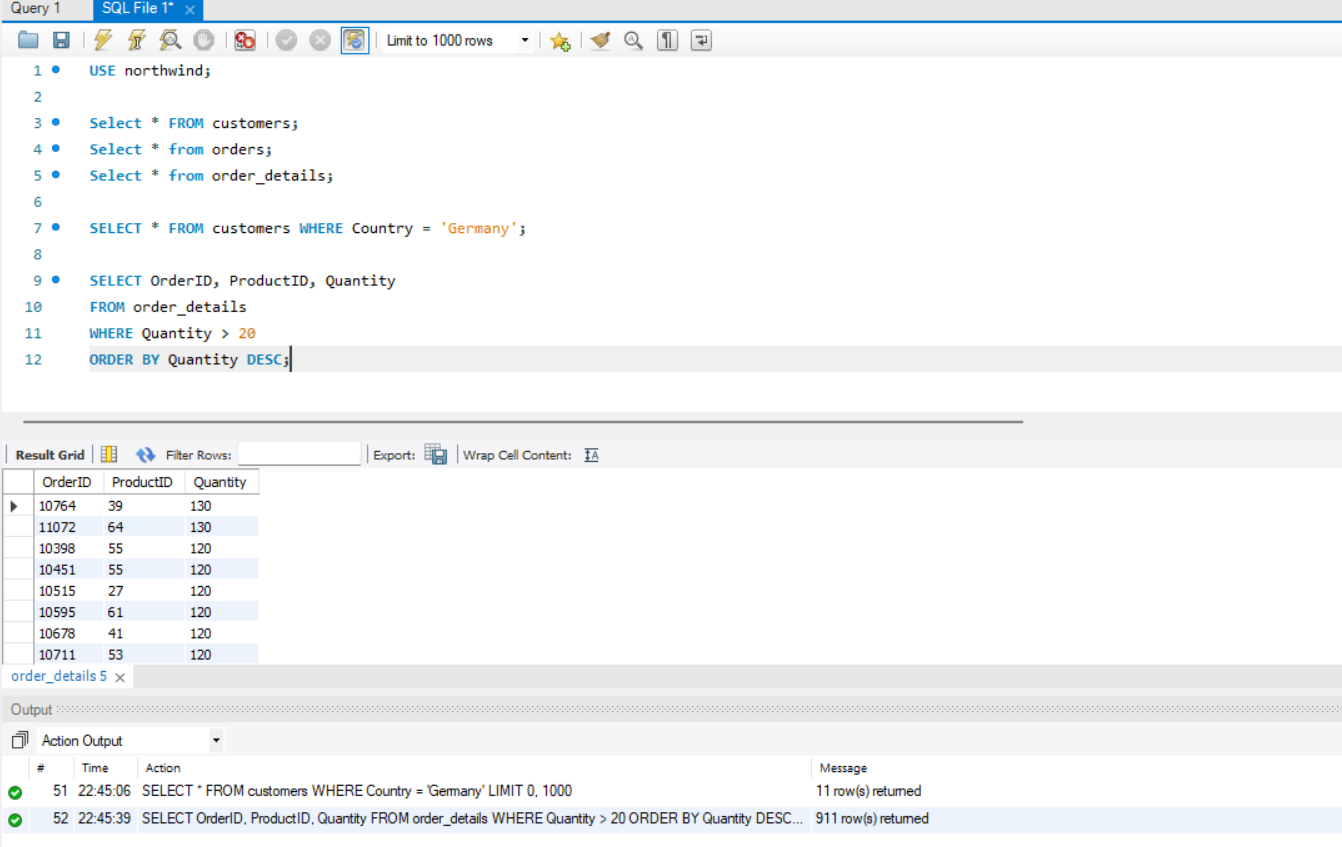 Query 1 SQL File 1* ×
Limit to 1000 rows
1 USE northwind;
2
3 Select * FROM customers;
4 Select * from orders;
5 Select * from order_details;
6
7 SELECT * FROM customers WHERE Country = 'Germany';
8
9 SELECT OrderID, ProductID, Quantity
10 FROM order_details
11 WHERE Quantity > 20
12 ORDER BY Quantity DESC;
Result Grid Filter Rows: Export: Wrap Cell Content: IA
OrderID ProductID Quantity
10764 39 130
11072 64 130
10398 55 120
10451 55 120
10515 27 120
10595 61 120
10678 41 120
10711 53 120
order_details 5 ×
Output
Action Output
# Time Action Message
51 22:45:06 SELECT * FROM customers WHERE Country = 'Germany' LIMIT 0, 1000 11 row(s) returned
52 22:45:39 SELECT OrderID, ProductID, Quantity FROM order_details WHERE Quantity > 20 ORDER BY Quantity DESC... 911 row(s) returned